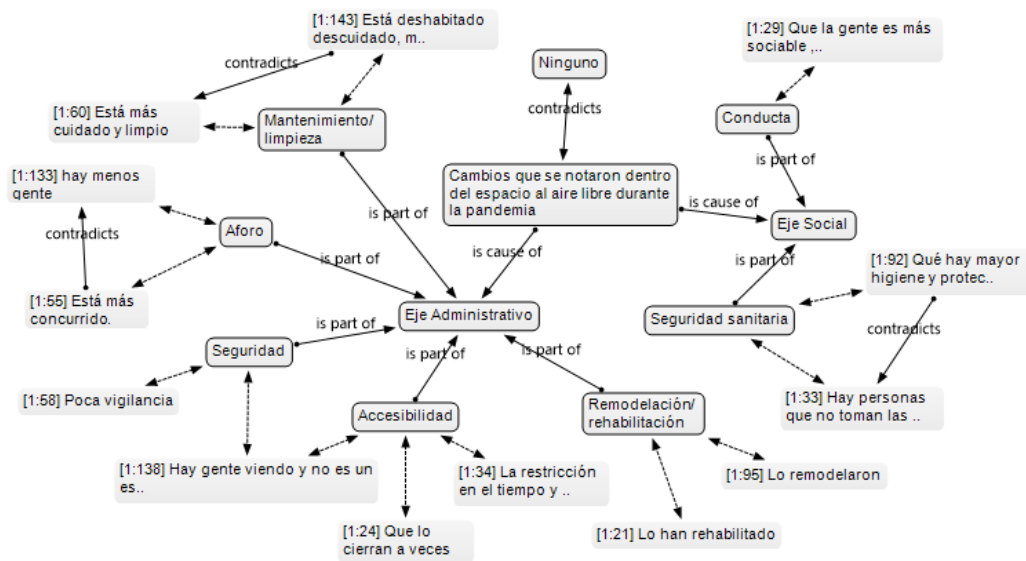 [1:143] Está deshabitado
descuidado, m..
[1:29] Que la gente es más
sociable ,..
contradicts
Ninguno
[1:60] Está más
cuidado y limpio
Mantenimiento/
limpieza
contradicts
Conducta
is part of
[1:133] hay menos
gente
Cambios que se notaron dentro
del espacio al aire libre durante
la pandemia
is cause of
is part of
contradicts
Aforo
Eje Social
is part of
is cause of
[1:92] Qué hay mayor
higiene y protec..
is part of
[1:55] Está más
concurrido.
Eje Administrativo
Seguridad sanitaria
is part of
contradicts
Seguridad
is part of
is part of
[1:58] Poca vigilancia
[1:33] Hay personas
que no toman las ..
Accesibilidad
Remodelación/
rehabilitación
[1:138] Hay gente viendo y no es un
es..
[1:34] La restricción
en el tiempo y ..
[1:95] Lo remodelaron
[1:24] Que lo
cierran a veces
[1:21] Lo han rehabilitado